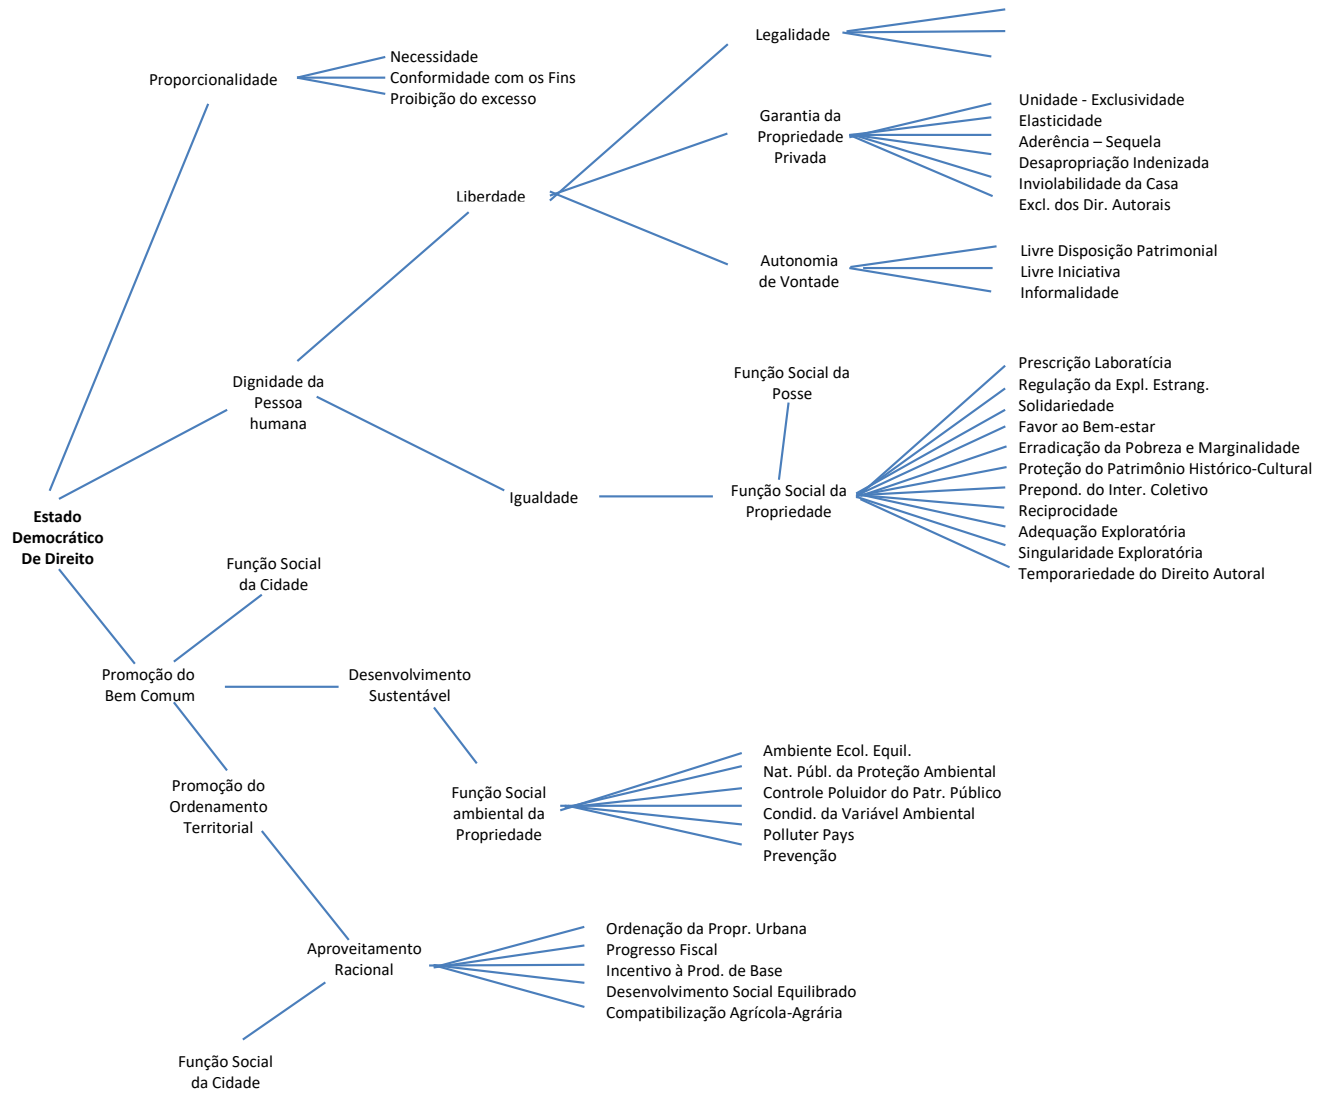 Legalidade
Proporcionalidade
Necessidade
Conformidade com os Fins
Proibição do excesso
Garantia da
Propriedade
Privada
Unidade - Exclusividade
Elasticidade
Aderência – Sequela
Desapropriação Indenizada
Inviolabilidade da Casa
Excl. dos Dir. Autorais
Liberdade
Autonomia
de Vontade
Livre Disposição Patrimonial
Livre Iniciativa
Informalidade
Dignidade da
Pessoa
humana
Função Social da
Posse
Prescrição Laboratícia
Regulação da Expl. Estrang.
Solidariedade
Favor ao Bem-estar
Erradicação da Pobreza e Marginalidade
Proteção do Patrimônio Histórico-Cultural
Prepond. do Inter. Coletivo
Reciprocidade
Adequação Exploratória
Singularidade Exploratória
Temporariedade do Direito Autoral
Igualdade
Função Social da
Propriedade
Estado
Democrático
De Direito
Função Social
da Cidade
Promoção do
Bem Comum
Desenvolvimento
Sustentável
Promoção do
Ordenamento
Territorial
Função Social
ambiental da
Propriedade
Ambiente Ecol. Equil.
Nat. Públ. da Proteção Ambiental
Controle Poluidor do Patr. Público
Condid. da Variável Ambiental
Polluter Pays
Prevenção
Aproveitamento
Racional
Ordenação da Propr. Urbana
Progresso Fiscal
Incentivo à Prod. de Base
Desenvolvimento Social Equilibrado
Compatibilização Agrícola-Agrária
Função Social
da Cidade